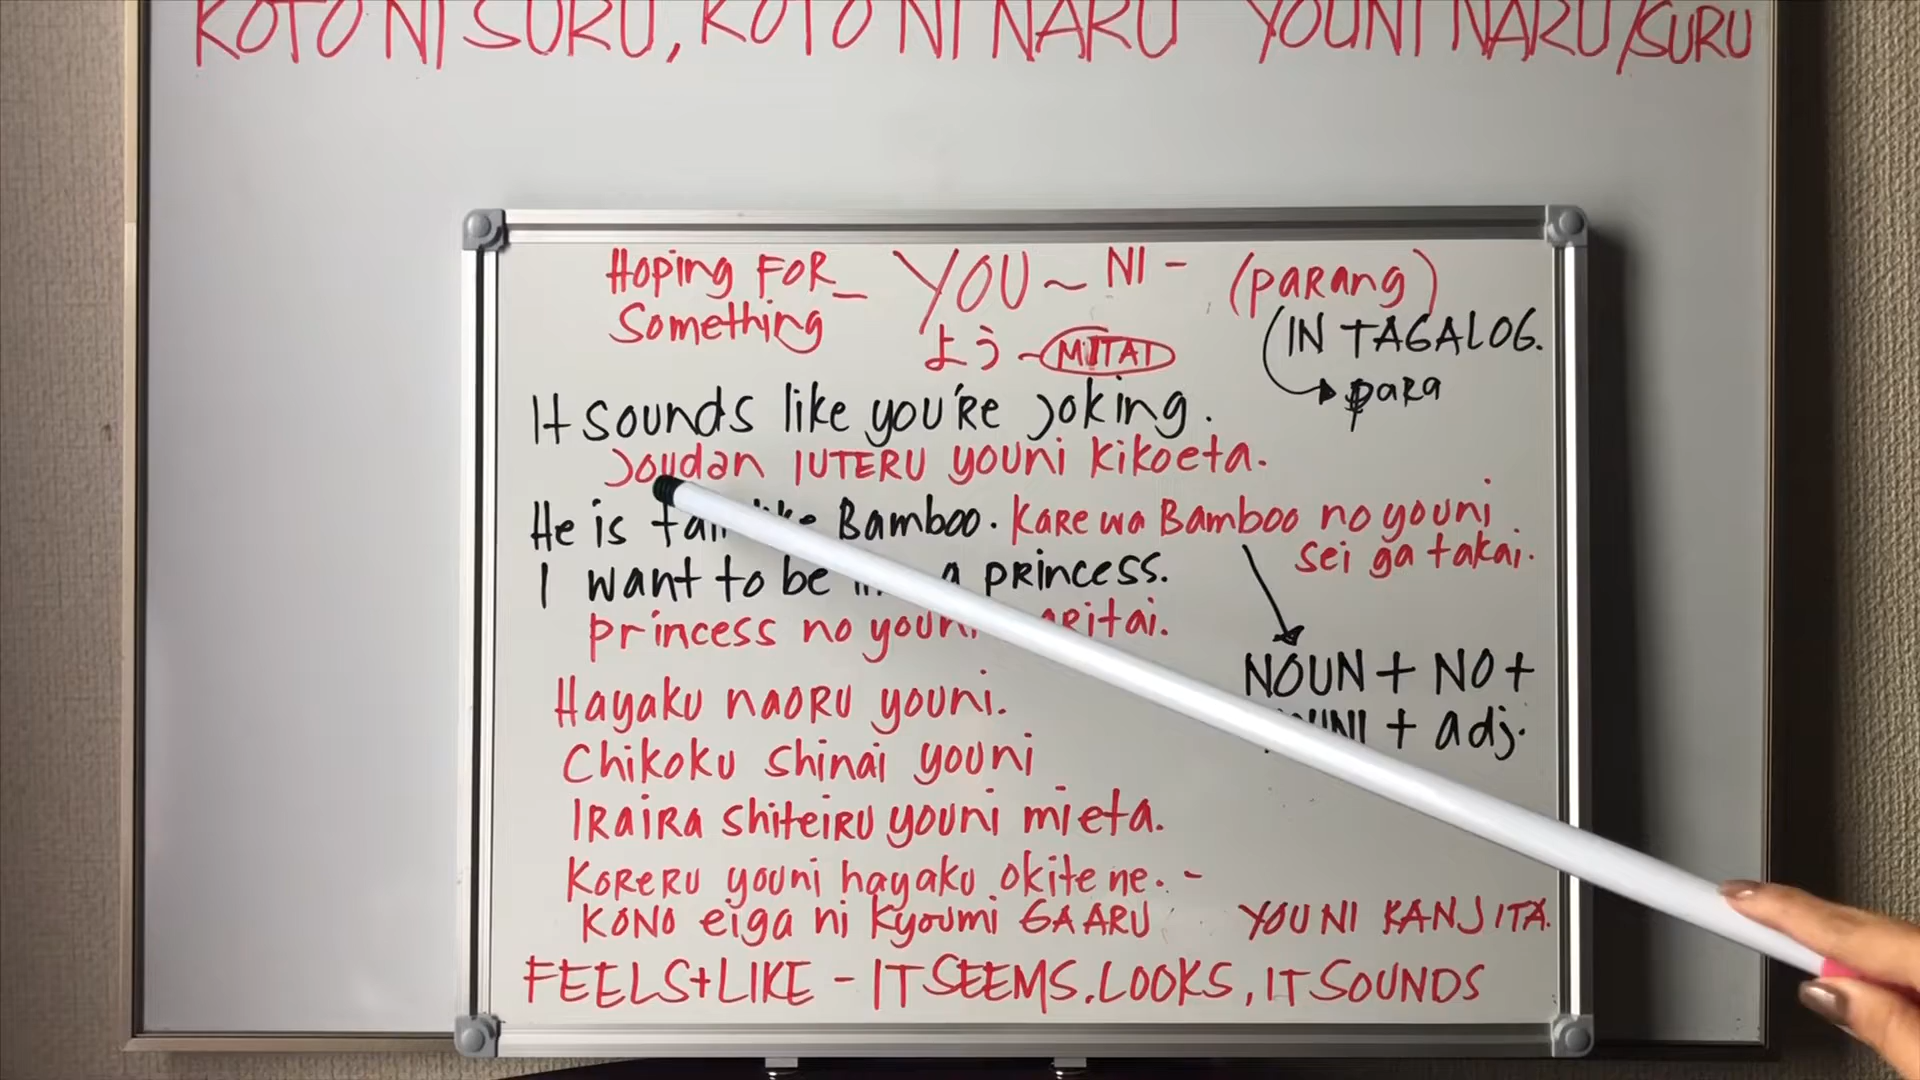 KOTO NI SURU, KOTO NI NARU YOUNI NARU/SURU
Hoping FOR_ YOU ~ NI - (parang)
Something よう ~ MITAI (IN TAGALOG.
para
It sounds like you're joking.
Joudan IUTERU youni kikoeta.
He is Bamboo. Kare wa Bamboo no youni
sei ga takai.
I want to be a princess.
princess no youni
Hayaku naoru youni.
NOUN + NO +
+ adj.
Chikoku shinai youni
IRAIRA shiteiru youni mieta.
Koreru youni hayaku okite ne. -
KONO eiga ni kyoumi GA ARU YOU NI KANJITA.
FEELS+LIKE - IT SEEMS, LOOKS, IT SOUNDS